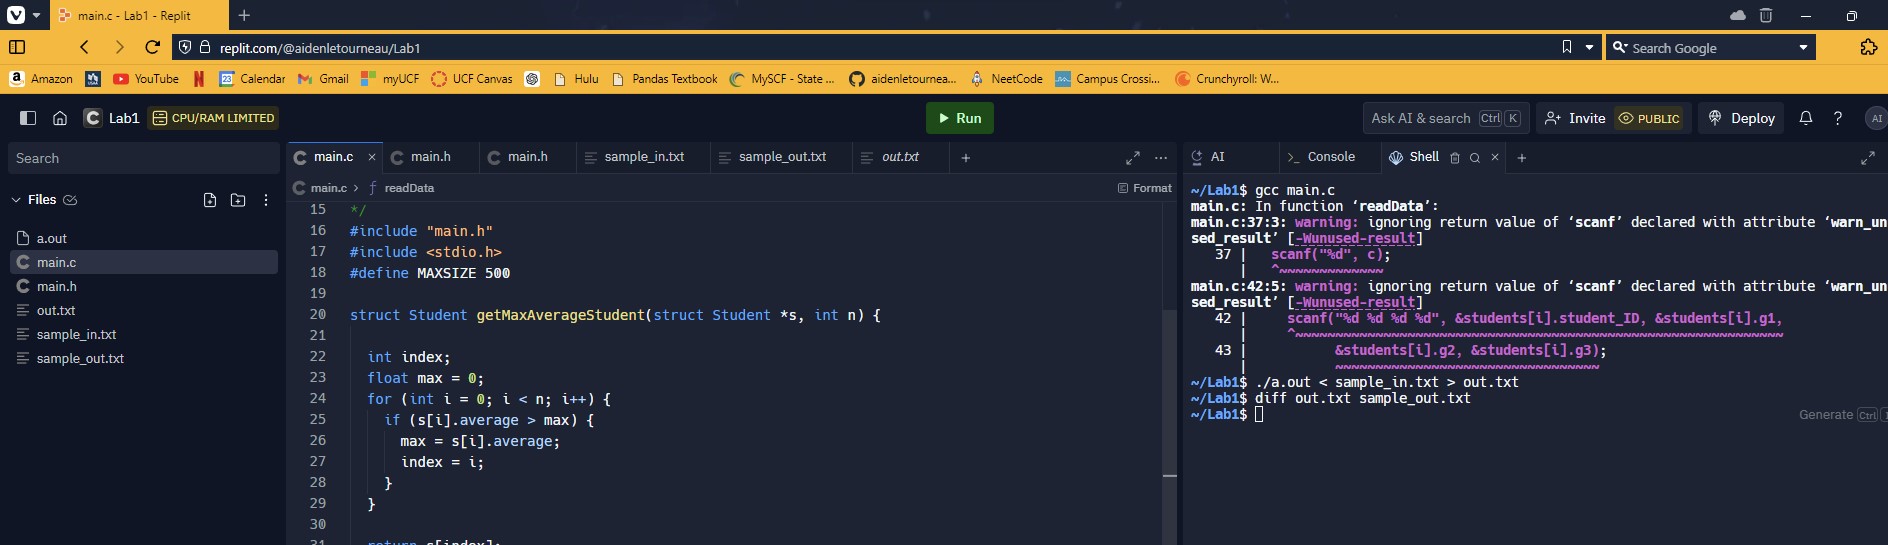 main.c - Lab1 - Replit
replit.com/@aidenletourneau/Lab1
Search Google
Amazon
YouTube
Calendar
Gmail
myUCF
UCF Canvas
Hulu
Pandas Textbook
MySCF - State ...
aidenletournea...
NeetCode
Campus Crossi...
Crunchyroll: W...
Lab1
CPU/RAM LIMITED
Run
Ask AI & search Ctrl K
Invite
PUBLIC
Deploy
AI
Search
Files
a.out
main.c
main.h
out.txt
sample_in.txt
sample_out.txt
main.c
main.h
main.h
sample_in.txt
sample_out.txt
out.txt
main.c > f readData
Format
15 */
16 #include "main.h"
17 #include <stdio.h>
18 #define MAXSIZE 500
19
20 struct Student getMaxAverageStudent(struct Student *s, int n) {
21
22 int index;
23 float max = 0;
24 for (int i = 0; i < n; i++) {
25 if (s[i].average > max) {
26 max = s[i].average;
27 index = i;
28 }
29 }
30
31 return s[index];
AI
Console
Shell
~/Lab1$ gcc main.c
main.c: In function ‘readData’:
main.c:37:3: warning: ignoring return value of ‘scanf’ declared with attribute ‘warn_un
sed_result’ [-Wunused-result]
37 | scanf("%d", c);
| ^~~~~~~~~~~~~~
main.c:42:5: warning: ignoring return value of ‘scanf’ declared with attribute ‘warn_un
sed_result’ [-Wunused-result]
42 | scanf("%d %d %d %d", &students[i].student_ID, &students[i].g1,
| ^~~~~~~~~~~~~~~~~~~~~~~~~~~~~~~~~~~~~~~~~~~~~~~~~~~~~~~~~~~~~~
43 | &students[i].g2, &students[i].g3);
| ~~~~~~~~~~~~~~~~~~~~~~~~~~~~~~~~~
~/Lab1$ ./a.out < sample_in.txt > out.txt
~/Lab1$ diff out.txt sample_out.txt
~/Lab1$
Generate Ctrl